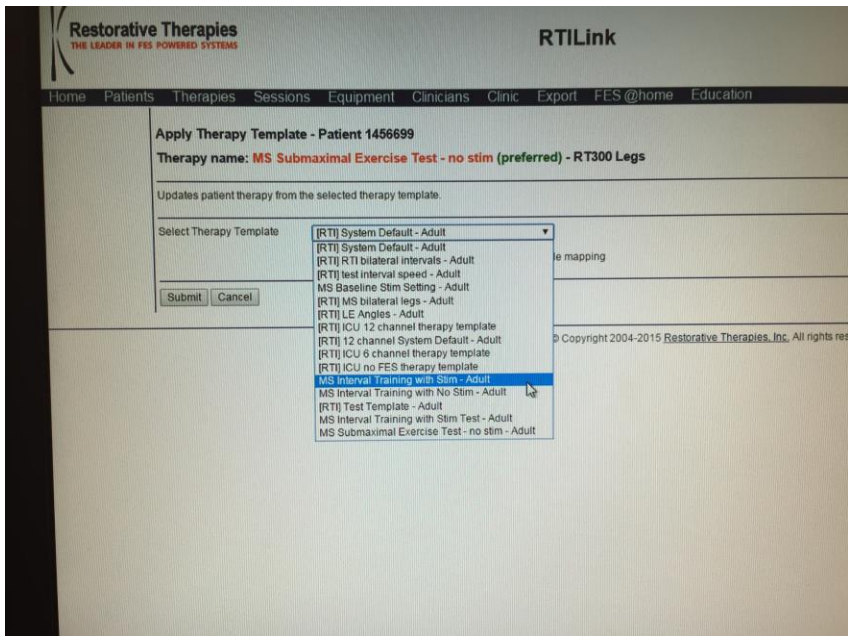 Restorative Therapies
THE LEADER IN FES POWERED SYSTEMS
RTILink
Home Patients Therapies Sessions Equipment Clinicians Clinic Export FES@home Education
Apply Therapy Template - Patient 1456699
Therapy name: MS Submaximal Exercise Test - no stim (preferred) - RT300 Legs
Updates patient therapy from the selected therapy template.
Select Therapy Template [RTI] System Default - Adult
[RTI] System Default - Adult
[RTI] RTI bilateral intervals - Adult
le mapping
[RTI] test interval speed - Adult
MS Baseline Stim Setting - Adult
[RTI] MS bilateral legs - Adult
[RTI] LE Angles - Adult
[RTI] ICU 12 channel therapy template
[RTI] 12 channel System Default - Adult
[RTI] ICU 6 channel therapy template
[RTI] ICU no FES therapy template
MS Interval Training with Stim - Adult
MS Interval Training with No Stim - Adult
[RTI] Test Template - Adult
MS Interval Training with Stim Test - Adult
MS Submaximal Exercise Test - no stim - Adult
Submit Cancel
Copyright 2004-2015 Restorative Therapies, Inc. All rights res